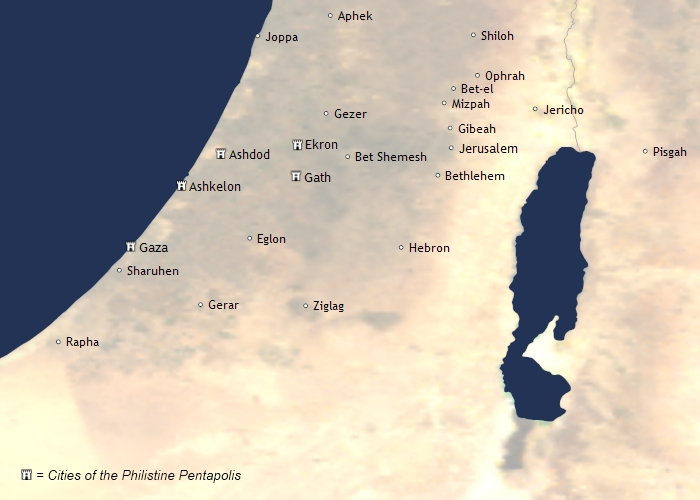 Aphek
Joppa
Shiloh
Ophrah
Bet-el
Mizpah
Jericho
Gezer
Gibeah
Ekron
Jerusalem
Ashdod
Bet Shemesh
Pisgah
Gath
Bethlehem
Ashkelon
Eglon
Gaza
Hebron
Sharuhen
Gerar
Ziglag
Rapha
= Cities of the Philistine Pentapolis